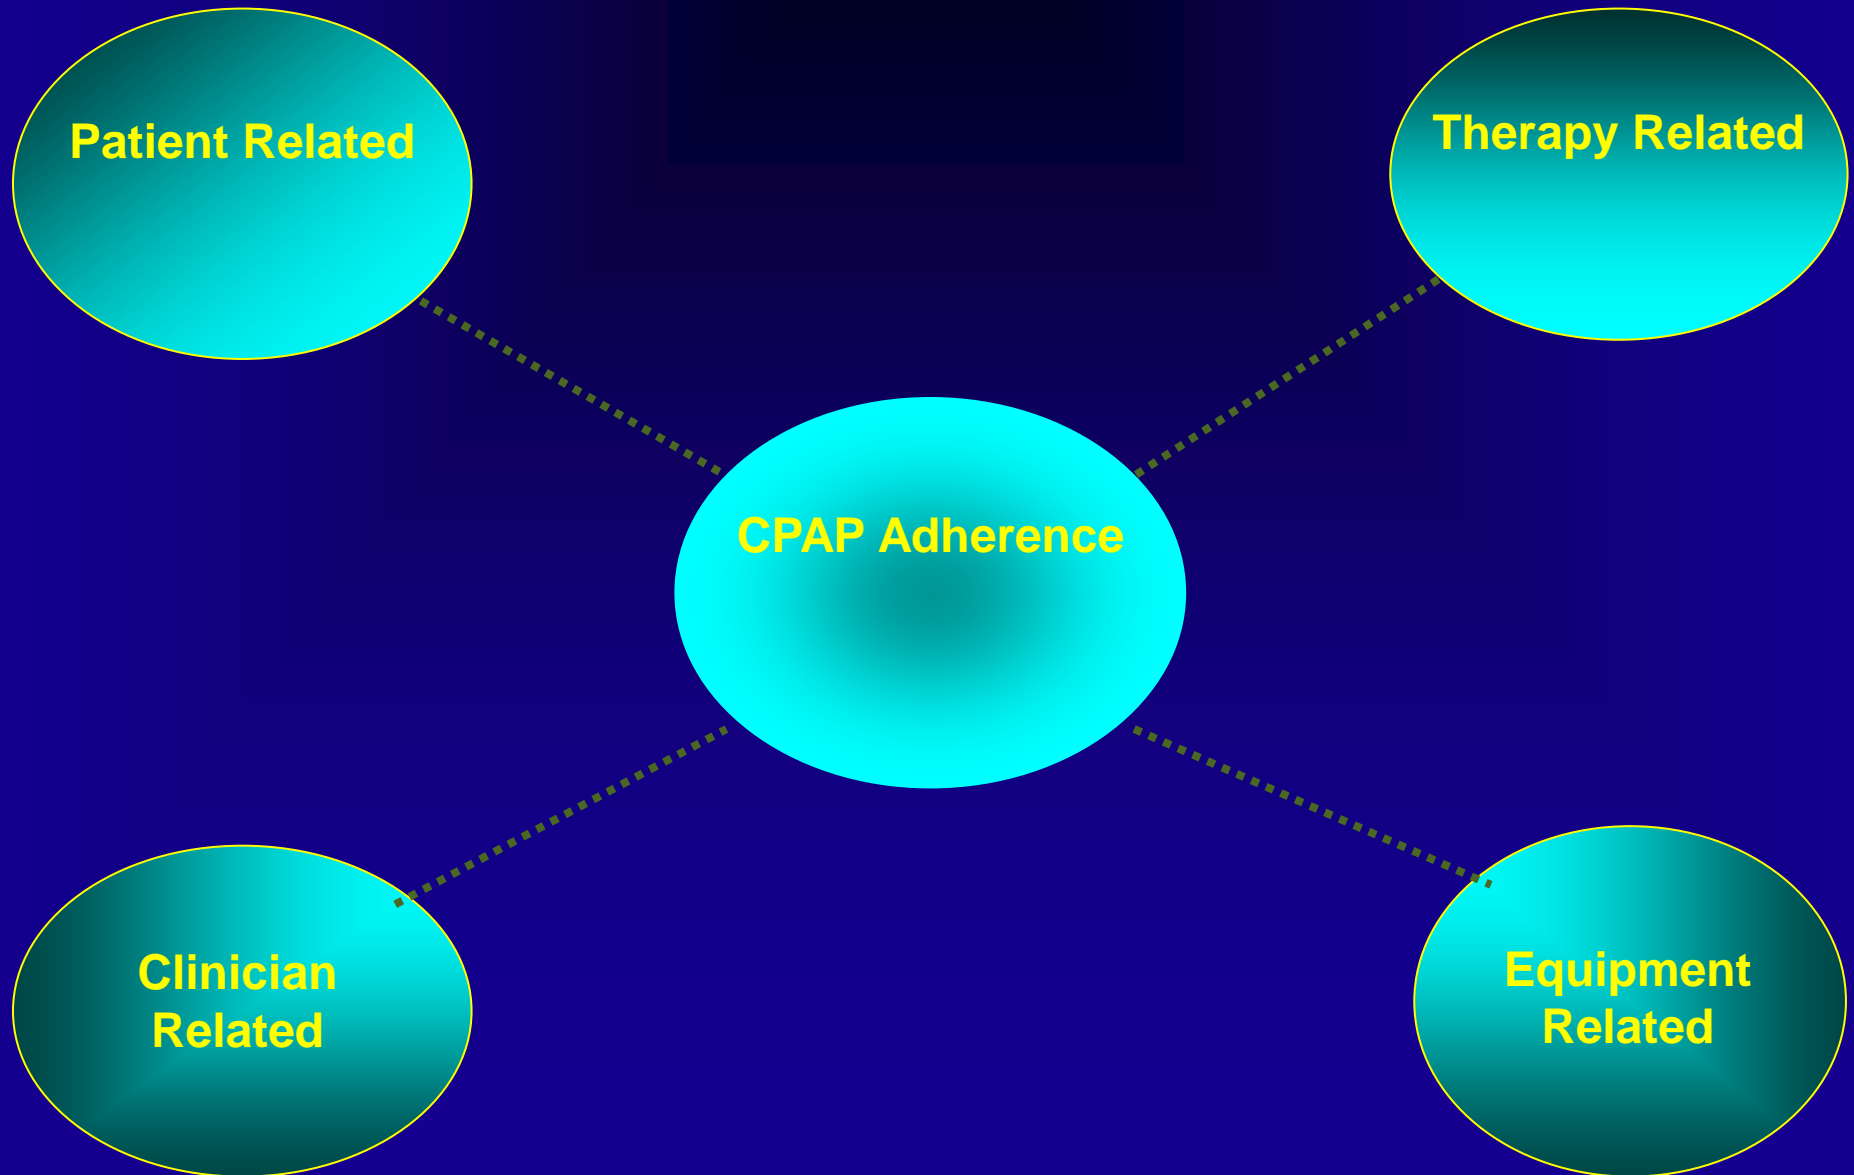 Patient Related
Therapy Related
CPAP Adherence
Clinician
Related
Equipment
Related